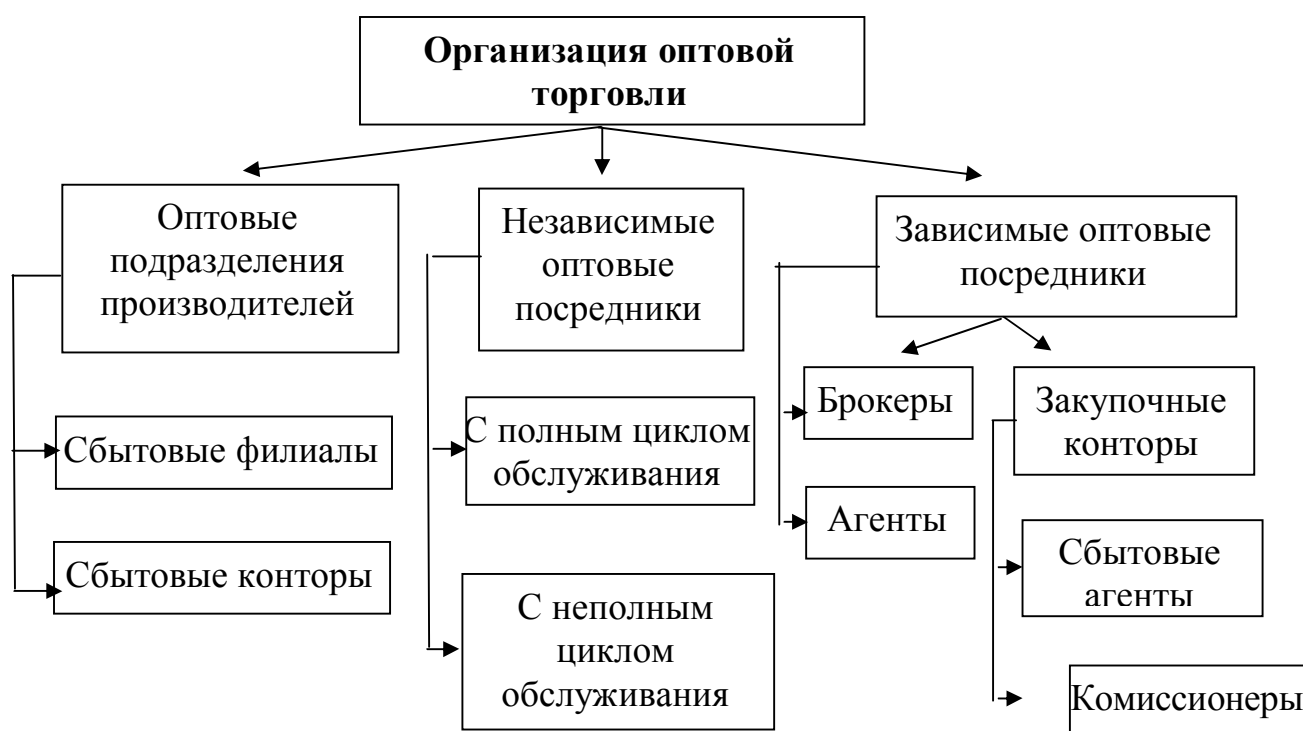 Организация оптовой
торговли
Оптовые
подразделения
производителей
Независимые
оптовые
посредники
Зависимые оптовые
посредники
Сбытовые филиалы
Сбытовые конторы
С полным циклом
обслуживания
С неполным
циклом
обслуживания
Брокеры
Агенты
Закупочные
конторы
Сбытовые
агенты
Комиссионеры